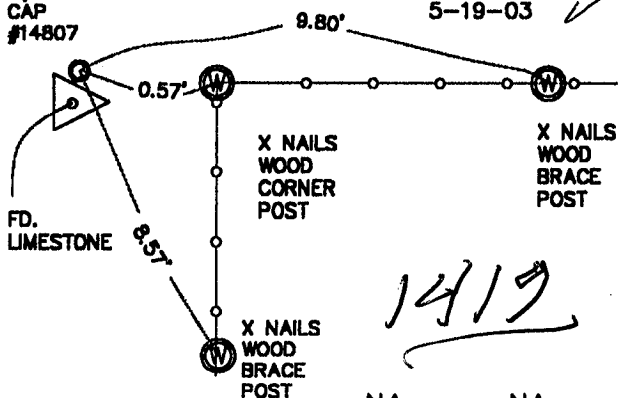 CAP
#14807
9.80'
5-19-03
0.57'
W
W
X NAILS
WOOD
CORNER
POST
X NAILS
WOOD
BRACE
POST
FD.
LIMESTONE
8.57'
W
X NAILS
WOOD
BRACE
POST